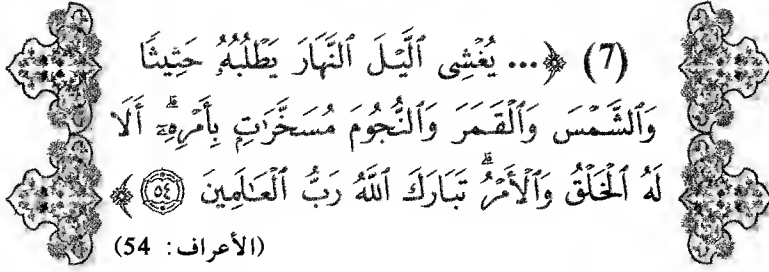 (7) ﴿... يُغْشِى ٱلَّيْلَ ٱلنَّهَارَ يَطْلُبُهُۥ حَثِيثًا
وَٱلشَّمْسَ وَٱلْقَمَرَ وَٱلنُّجُومَ مُسَخَّرَٰتٍۭ بِأَمْرِهِۦٓ ۗ أَلَا
لَهُ ٱلْخَلْقُ وَٱلْأَمْرُ ۗ تَبَارَكَ ٱللَّهُ رَبُّ ٱلْعَـٰلَمِينَ ٥٤﴾
(الأعراف: 54)